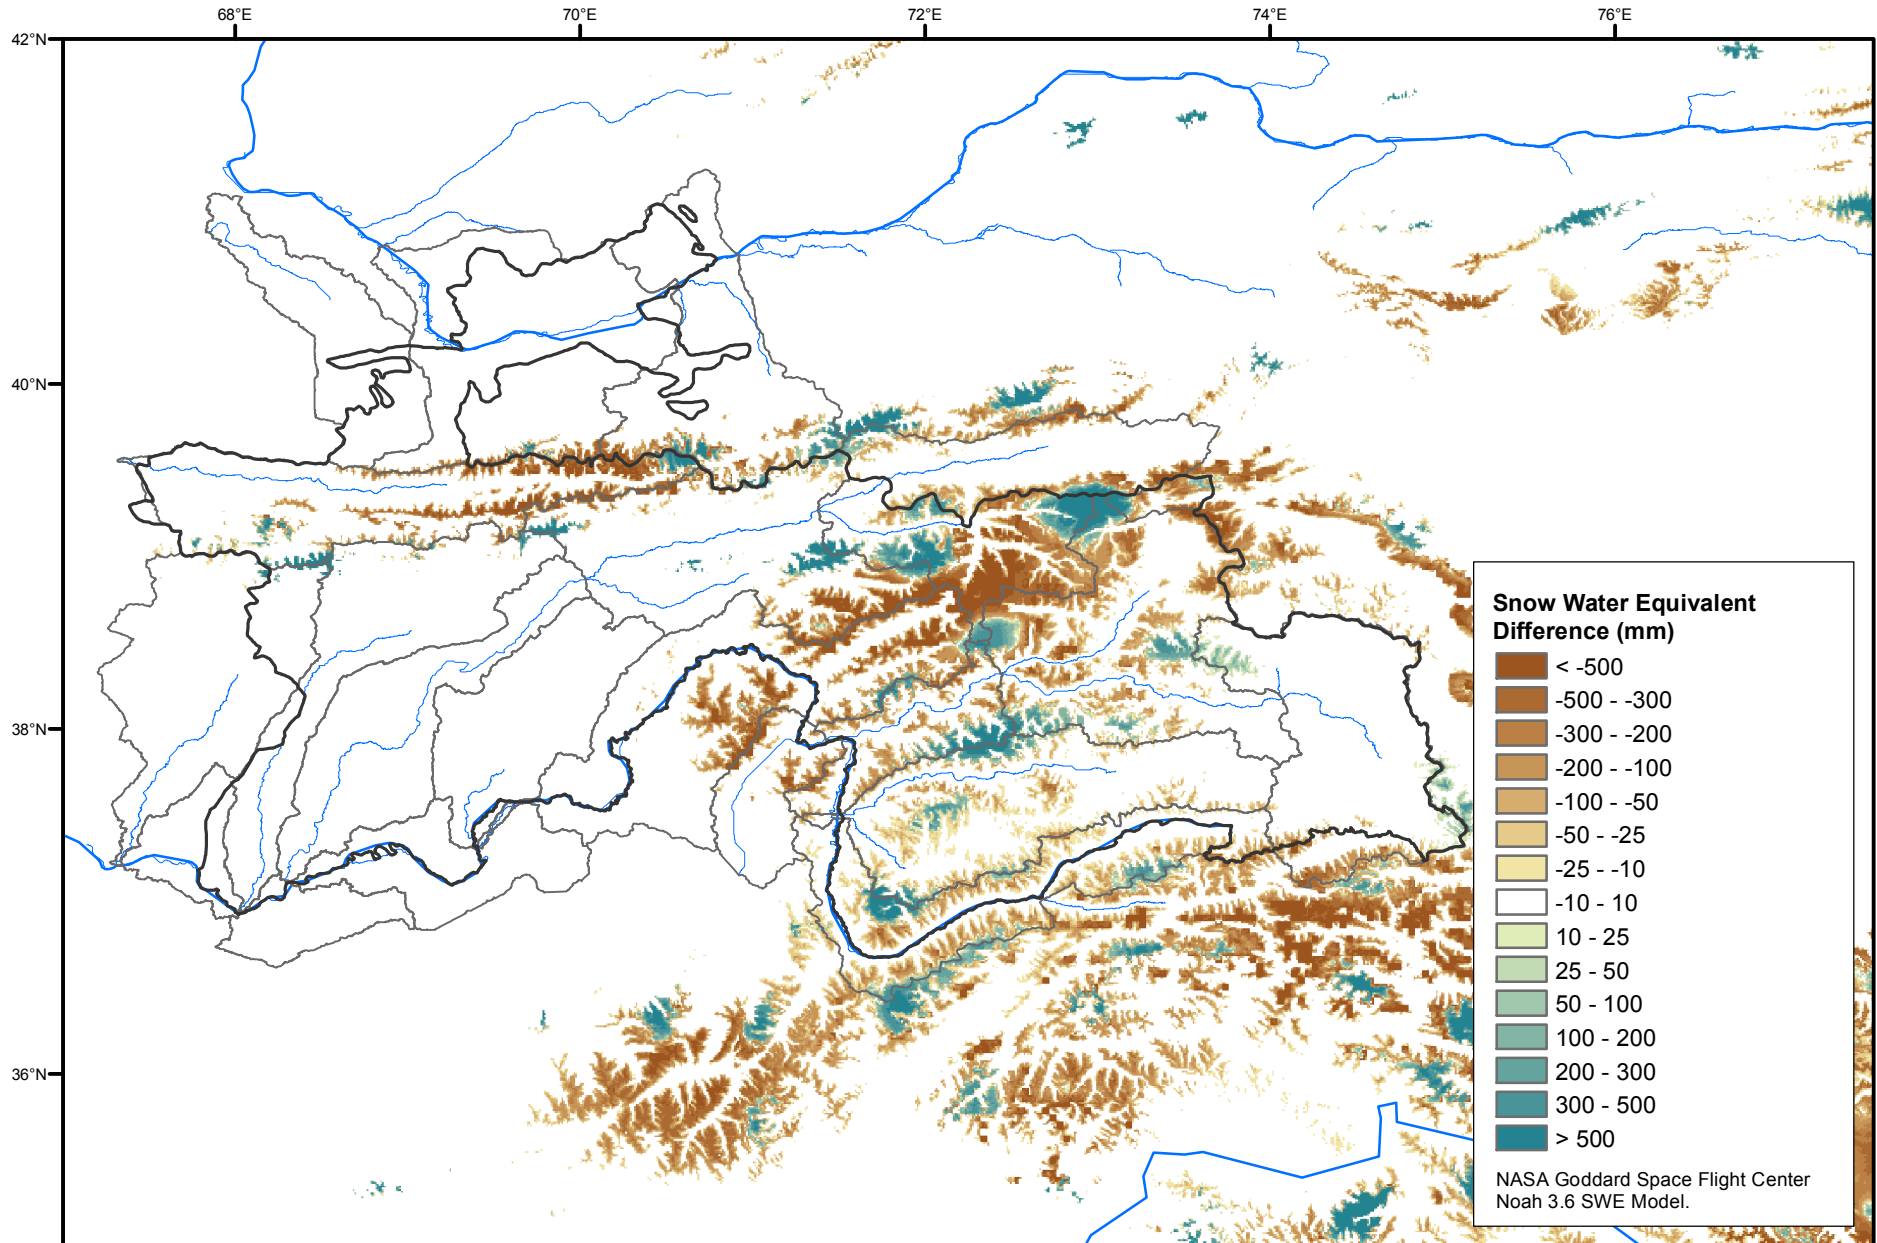 68°E 70°E 72°E 74°E 76°E
42°N
40°N
38°N
36°N
Snow Water Equivalent
Difference (mm)
< -500
-500 - -300
-300 - -200
-200 - -100
-100 - -50
-50 - -25
-25 - -10
-10 - 10
10 - 25
25 - 50
50 - 100
100 - 200
200 - 300
300 - 500
> 500
NASA Goddard Space Flight Center
Noah 3.6 SWE Model.